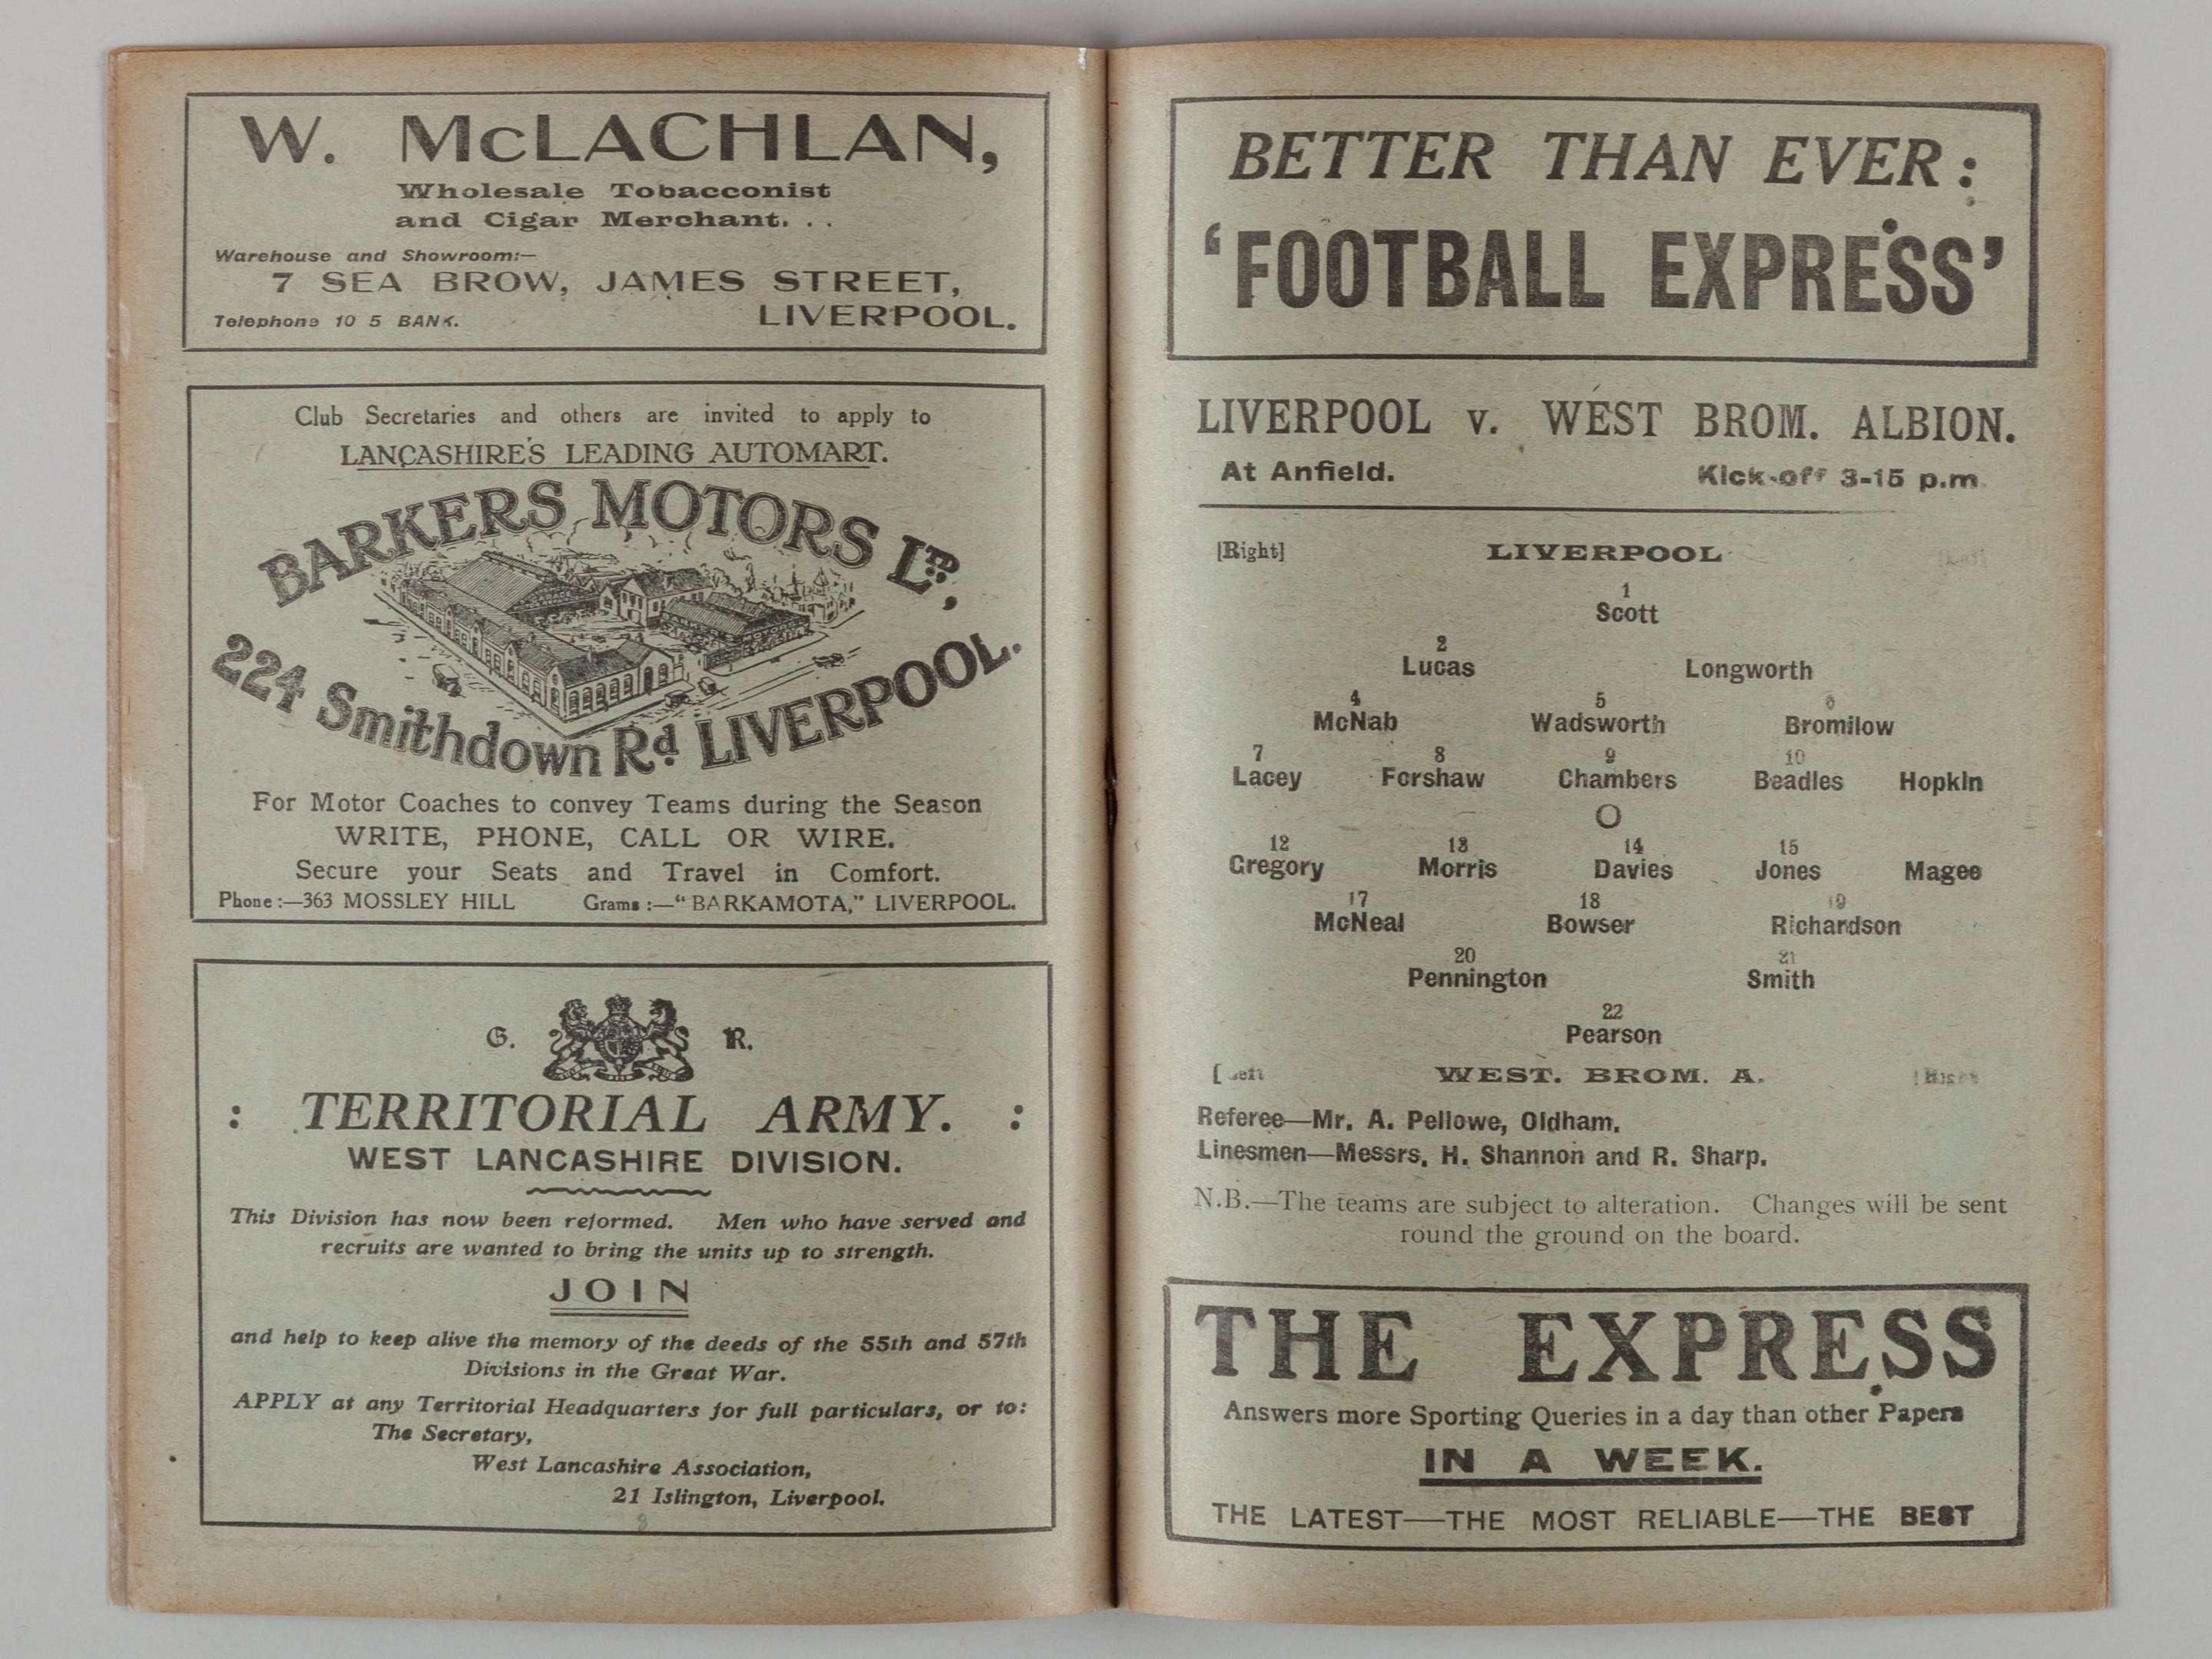 W. McLACHLAN,
Wholesale Tobacconist
and Cigar Merchant. . .
Warehouse and Showroom:—
7 SEA BROW, JAMES STREET,
LIVERPOOL.
Telephone 10 5 BANK.
Club Secretaries and others are invited to apply to
LANCASHIRE'S LEADING AUTOMART.
BARKERS MOTORS LTD,
224 Smithdown Rd LIVERPOOL.
For Motor Coaches to convey Teams during the Season
WRITE, PHONE, CALL OR WIRE.
Secure your Seats and Travel in Comfort.
Phone :—363 MOSSLEY HILL Grams :—"BARKAMOTA," LIVERPOOL.
G. R.
: TERRITORIAL ARMY. :
WEST LANCASHIRE DIVISION.
This Division has now been reformed. Men who have served and
recruits are wanted to bring the units up to strength.
JOIN
and help to keep alive the memory of the deeds of the 55th and 57th
Divisions in the Great War.
APPLY at any Territorial Headquarters for full particulars, or to:
The Secretary,
West Lancashire Association,
21 Islington, Liverpool.
8
BETTER THAN EVER:
'FOOTBALL EXPRESS'
LIVERPOOL v. WEST BROM. ALBION.
At Anfield. Kick-off 3-15 p.m.
[Right] LIVERPOOL
1
Scott
2
Lucas Longworth
4 5 6
McNab Wadsworth Bromilow
7 8 9 10
Lacey Forshaw Chambers Beadles Hopkin
O
12 13 14 15
Gregory Morris Davies Jones Magee
17 18 19
McNeal Bowser Richardson
20 21
Pennington Smith
22
Pearson
WEST. BROM. A.
Referee—Mr. A. Pellowe, Oldham.
Linesmen—Messrs. H. Shannon and R. Sharp.
N.B.—The teams are subject to alteration. Changes will be sent
round the ground on the board.
THE EXPRESS
Answers more Sporting Queries in a day than other Papers
IN A WEEK.
THE LATEST—THE MOST RELIABLE—THE BEST